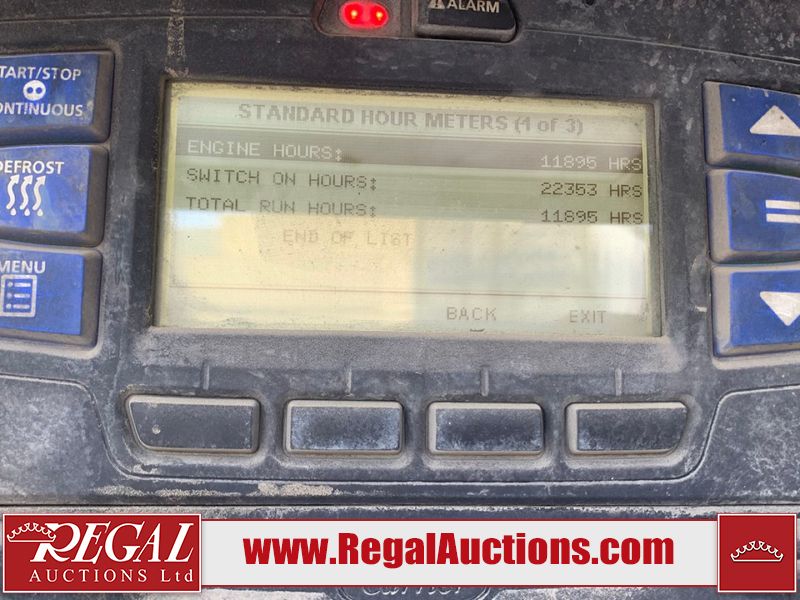 ALARM
START/STOP
CONTINUOUS
DEFROST
MENU
STANDARD HOUR METERS (1 of 3)
ENGINE HOURS: 11895 HRS
SWITCH ON HOURS: 22353 HRS
TOTAL RUN HOURS: 11895 HRS
END OF LIST
BACK EXIT
REGAL
AUCTIONS Ltd
www.RegalAuctions.com
Carrier